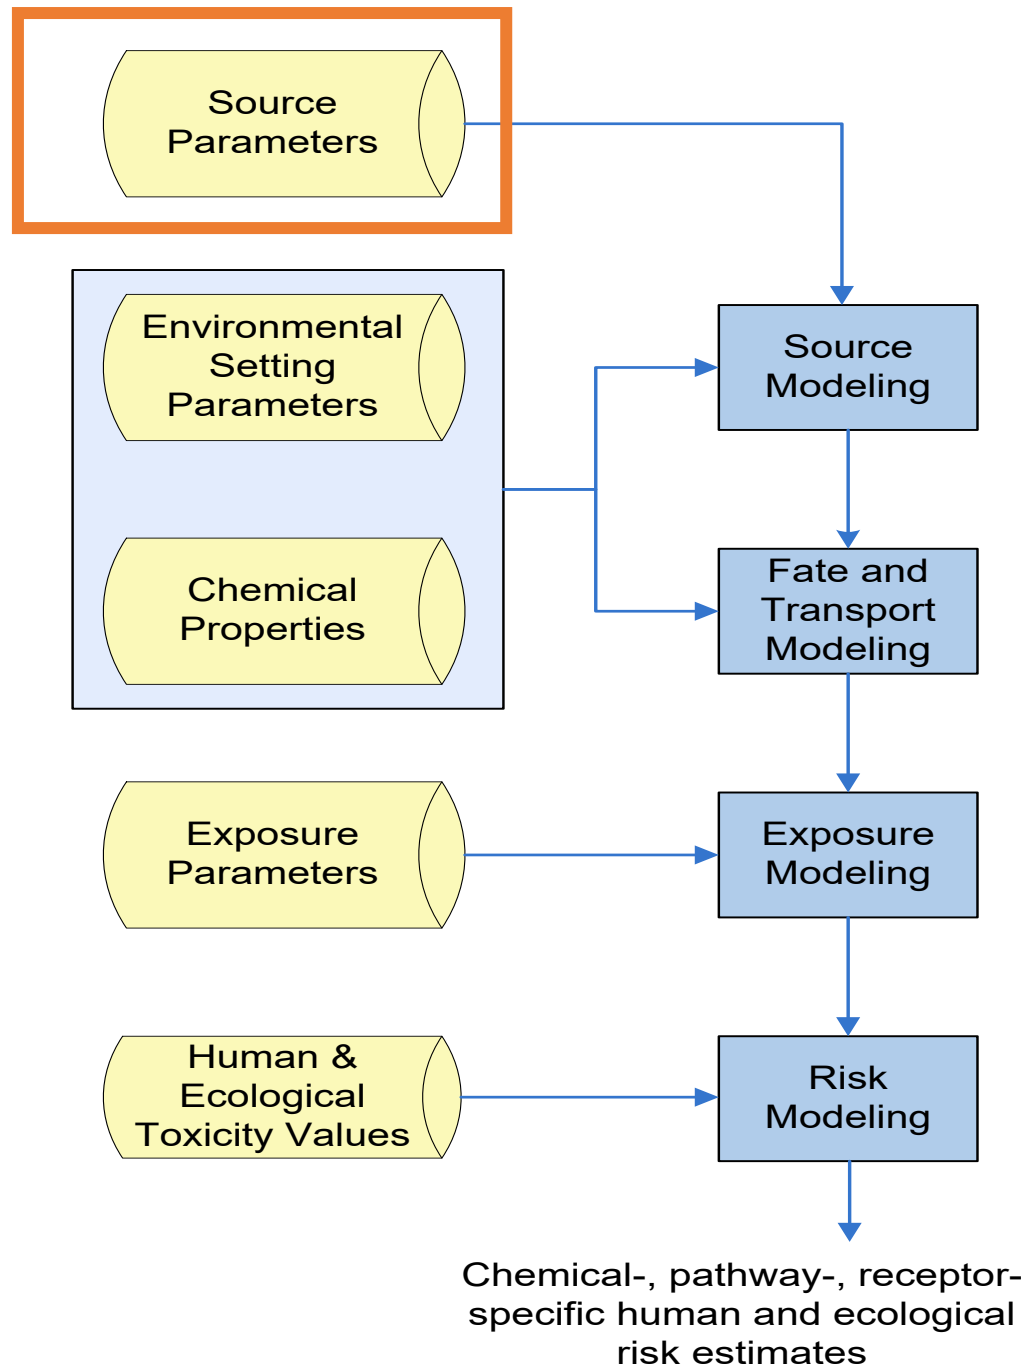 Source
Parameters
Environmental
Setting
Parameters
Source
Modeling
Chemical
Properties
Fate and
Transport
Modeling
Exposure
Parameters
Exposure
Modeling
Human &
Ecological
Toxicity Values
Risk
Modeling
Chemical-, pathway-, receptor-
specific human and ecological
risk estimates